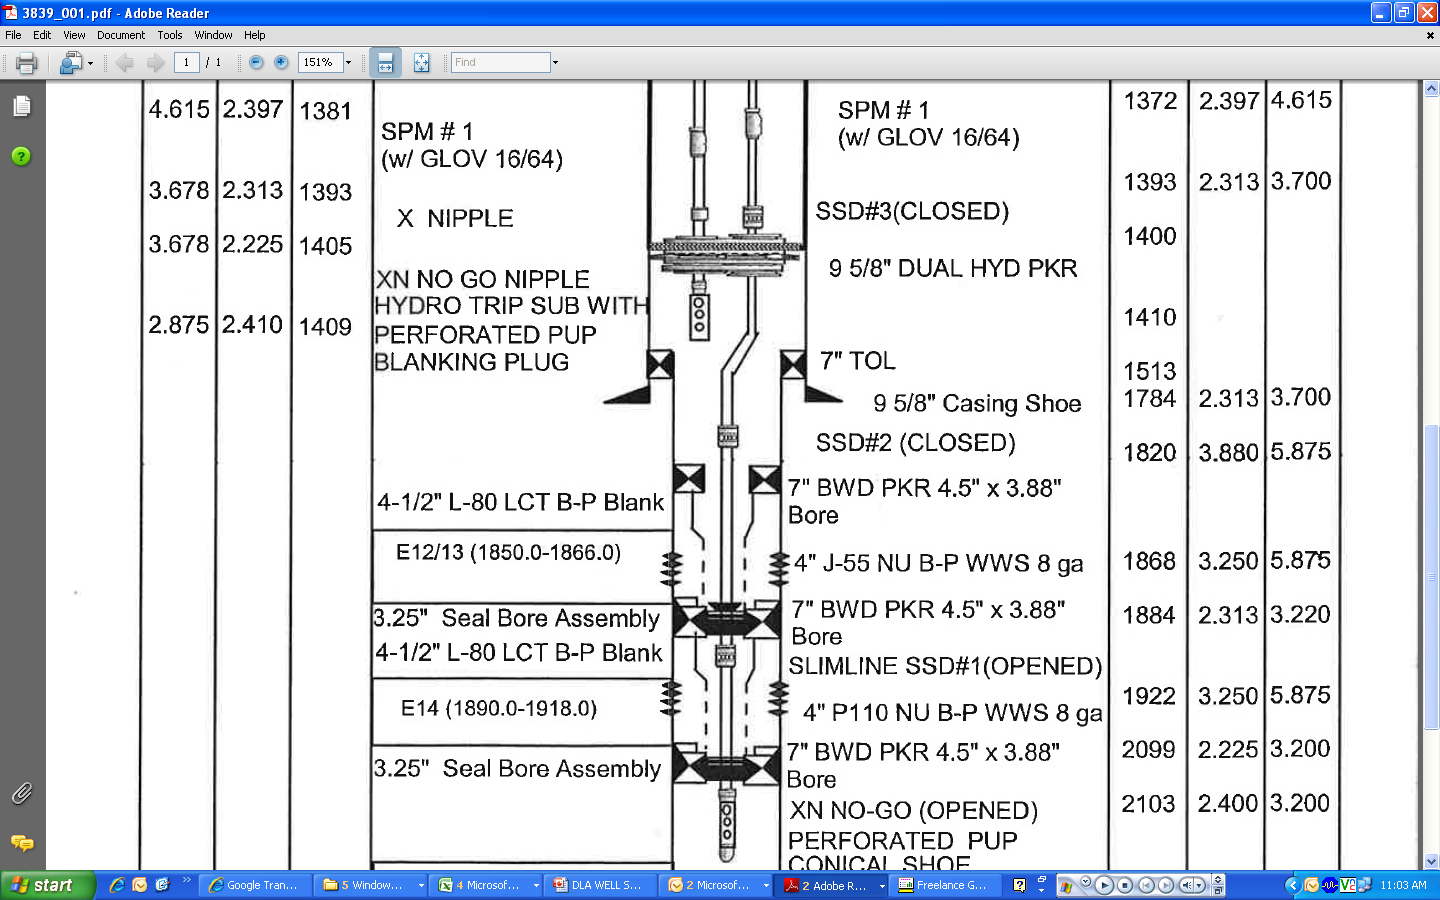 3839_001.pdf - Adobe Reader
File Edit View Document Tools Window Help
1 / 1 151% Find
4.615 2.397 1381
SPM # 1
(w/ GLOV 16/64)
3.678 2.313 1393
X NIPPLE
3.678 2.225 1405
XN NO GO NIPPLE
HYDRO TRIP SUB WITH
2.875 2.410 1409
PERFORATED PUP
BLANKING PLUG
4-1/2" L-80 LCT B-P Blank
E12/13 (1850.0-1866.0)
3.25" Seal Bore Assembly
4-1/2" L-80 LCT B-P Blank
E14 (1890.0-1918.0)
3.25" Seal Bore Assembly
SPM # 1
(w/ GLOV 16/64)
SSD#3(CLOSED)
9 5/8" DUAL HYD PKR
7" TOL
9 5/8" Casing Shoe
SSD#2 (CLOSED)
7" BWD PKR 4.5" x 3.88"
Bore
4" J-55 NU B-P WWS 8 ga
7" BWD PKR 4.5" x 3.88"
Bore
SLIMLINE SSD#1(OPENED)
4" P110 NU B-P WWS 8 ga
7" BWD PKR 4.5" x 3.88"
Bore
XN NO-GO (OPENED)
PERFORATED PUP
CONICAL SHOE
1372 2.397 4.615
1393 2.313 3.700
1400
1410
1513
1784 2.313 3.700
1820 3.880 5.875
1868 3.250 5.875
1884 2.313 3.220
1922 3.250 5.875
2099 2.225 3.200
2103 2.400 3.200
start Google Tran... 5 Window... 4 Microsof... DLA WELL S... 2 Microsof... 2 Adobe R... Freelance G... 11:03 AM